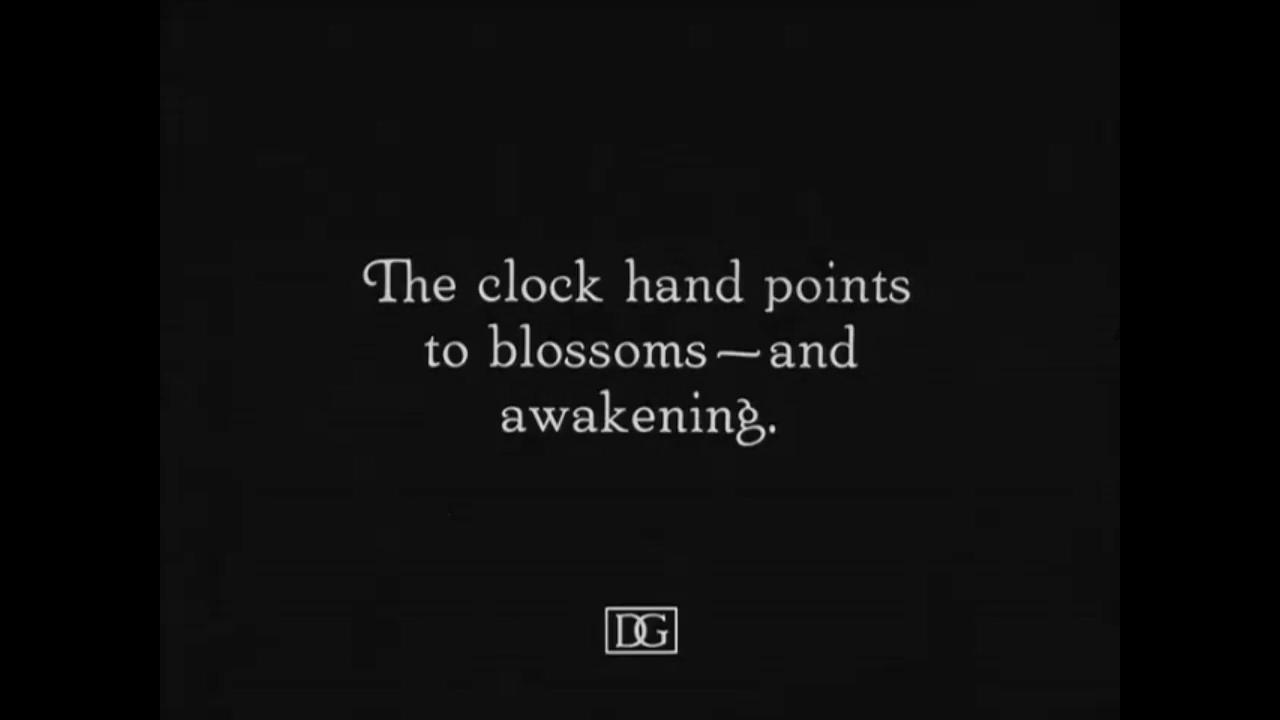 The clock hand points
to blossoms—and
awakening.
DG